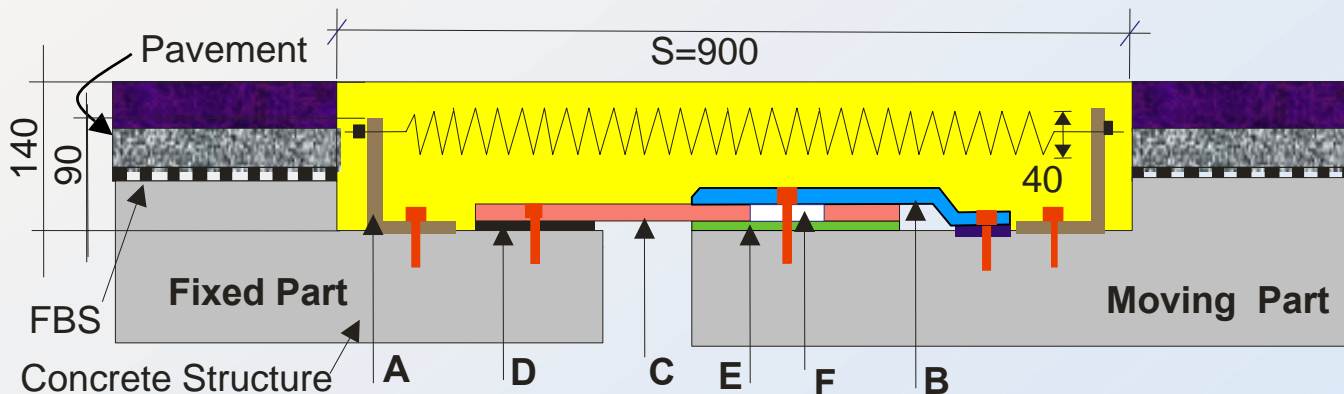 Pavement
S=900
140
90
40
Fixed Part
Moving Part
FBS
Concrete Structure
A
D
C
E
F
B